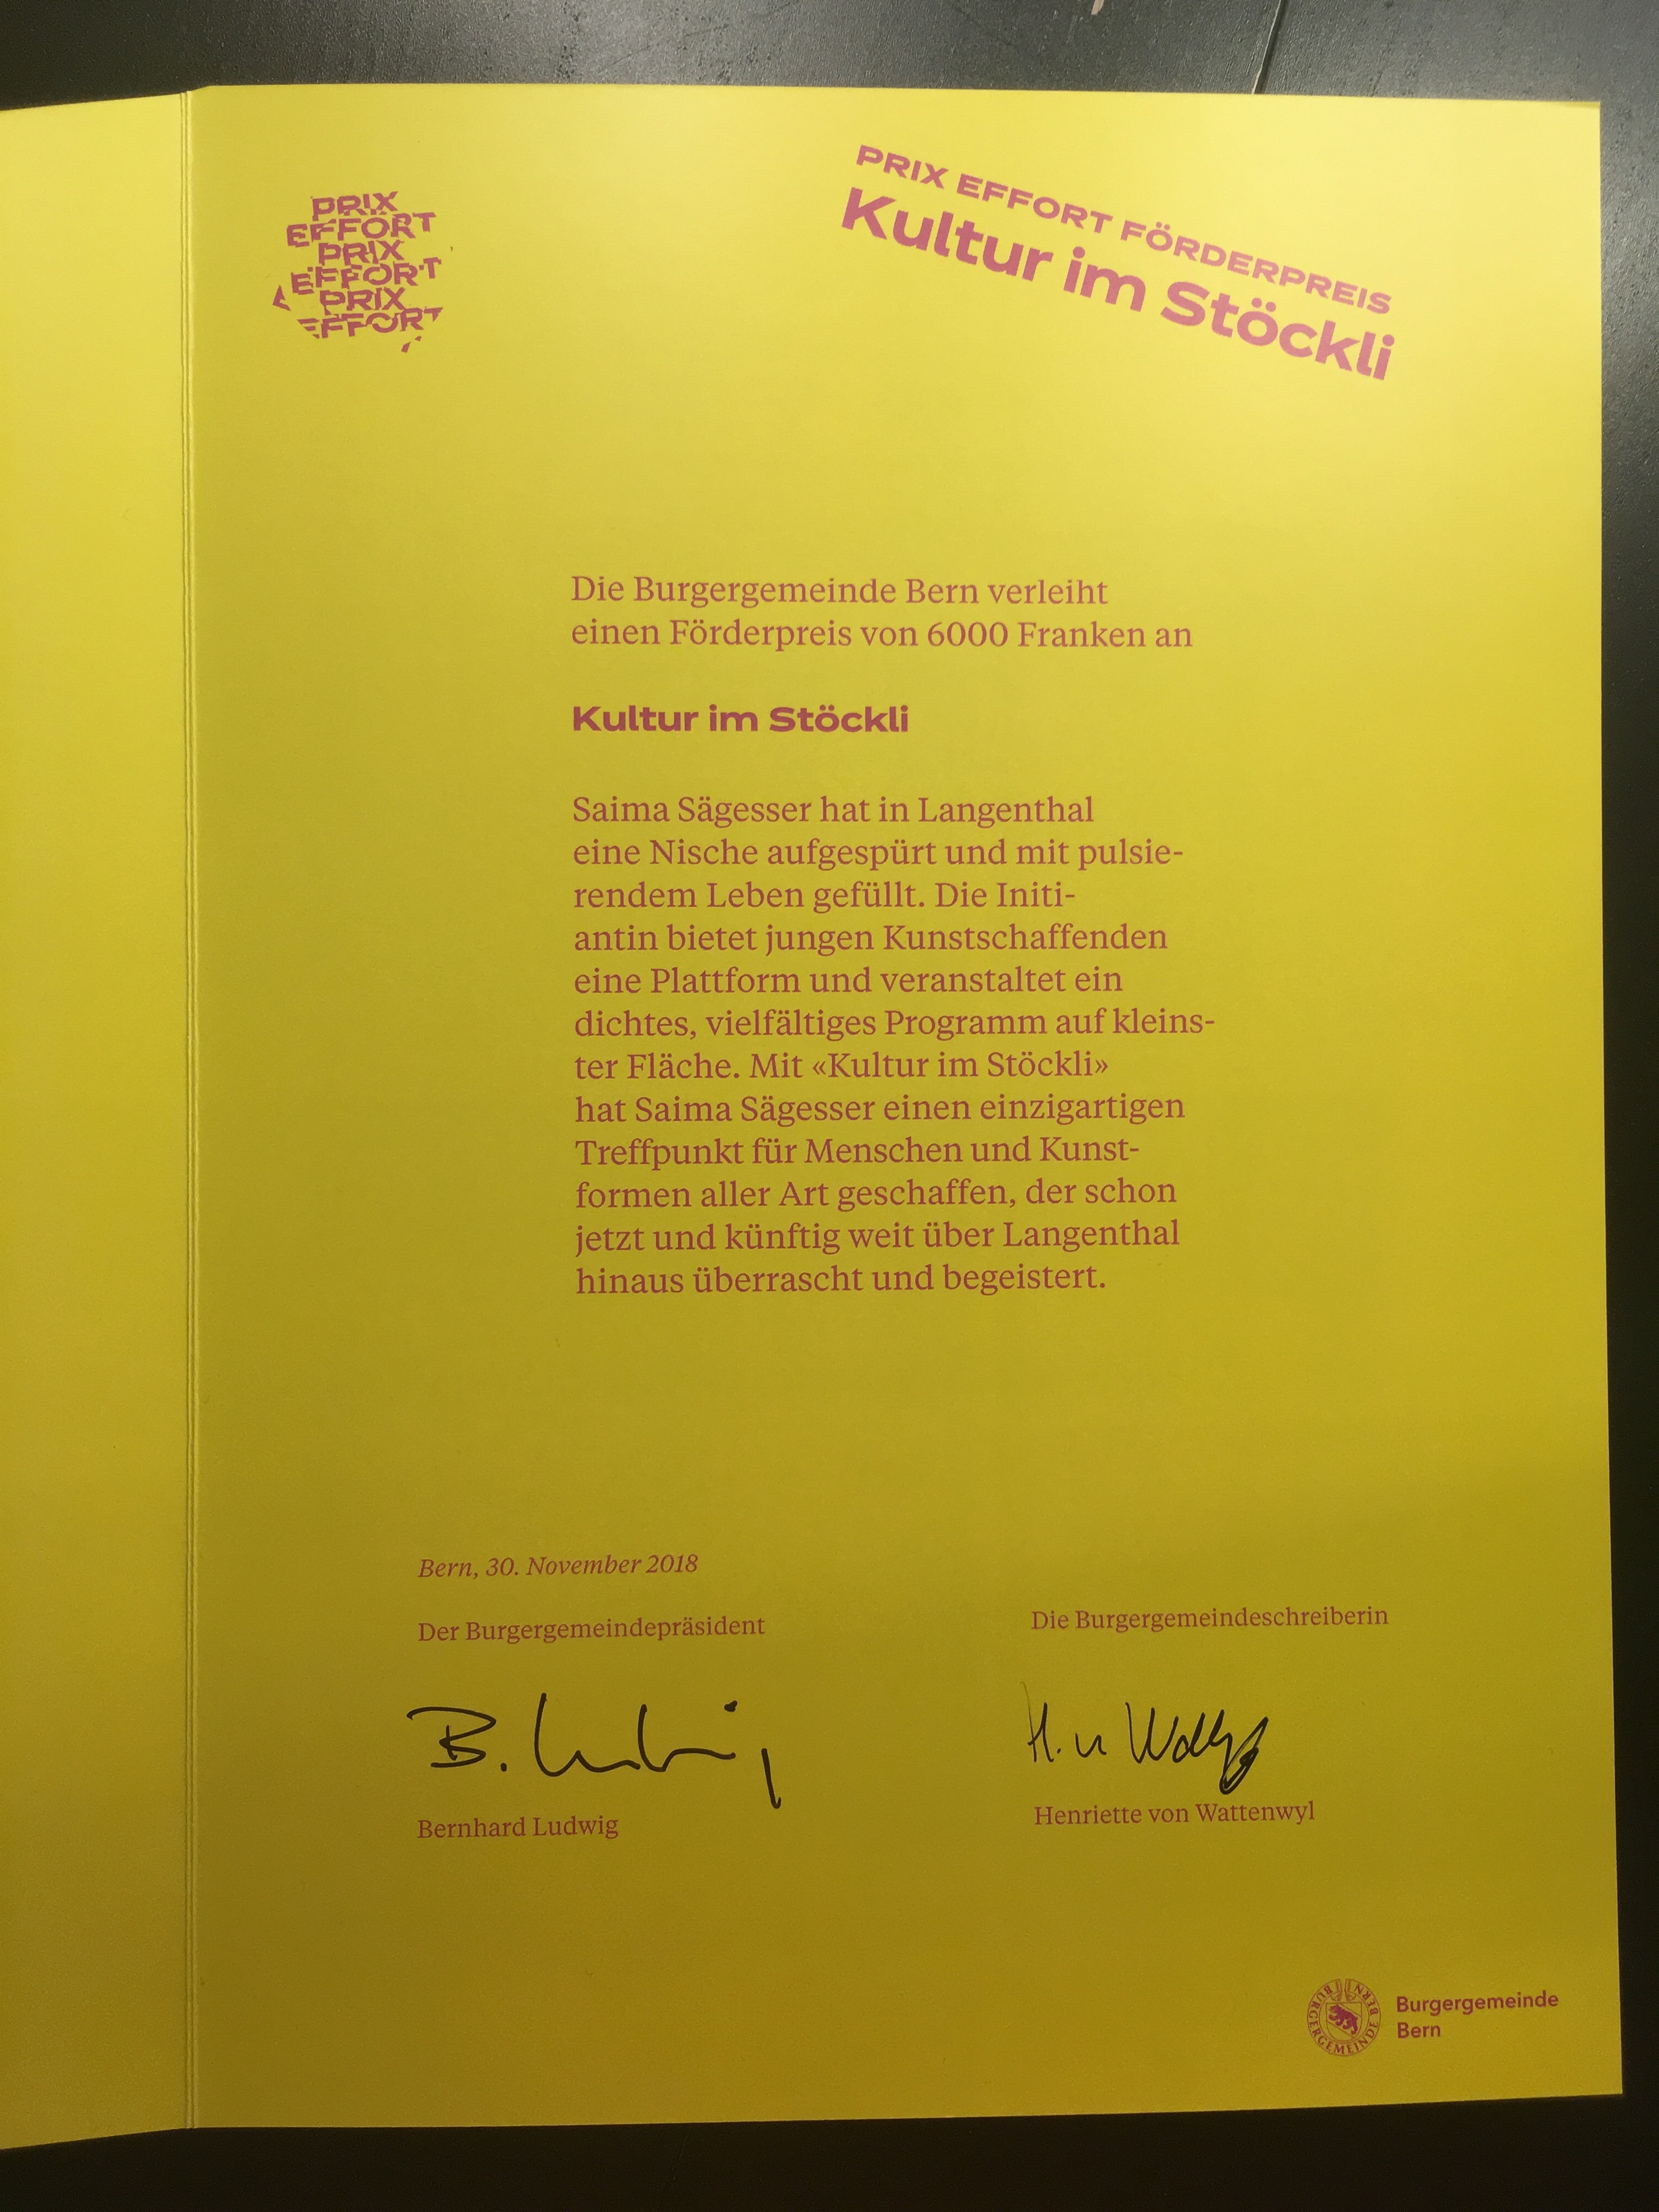 PRIX
EFFORT
PRIX
EFFORT
PRIX
EFFORT
PRIX EFFORT FÖRDERPREIS
Kultur im Stöckli
Die Burgergemeinde Bern verleiht
einen Förderpreis von 6000 Franken an
Kultur im Stöckli
Saima Sägesser hat in Langenthal
eine Nische aufgespürt und mit pulsie-
rendem Leben gefüllt. Die Initi-
antin bietet jungen Kunstschaffenden
eine Plattform und veranstaltet ein
dichtes, vielfältiges Programm auf kleins-
ter Fläche. Mit «Kultur im Stöckli»
hat Saima Sägesser einen einzigartigen
Treffpunkt für Menschen und Kunst-
formen aller Art geschaffen, der schon
jetzt und künftig weit über Langenthal
hinaus überrascht und begeistert.
Bern, 30. November 2018
Der Burgergemeindepräsident
Die Burgergemeindeschreiberin
B. Ludwig
H. v
Bernhard Ludwig
Henriette von Wattenwyl
BURGERGEMEINDE BERN
Burgergemeinde
Bern